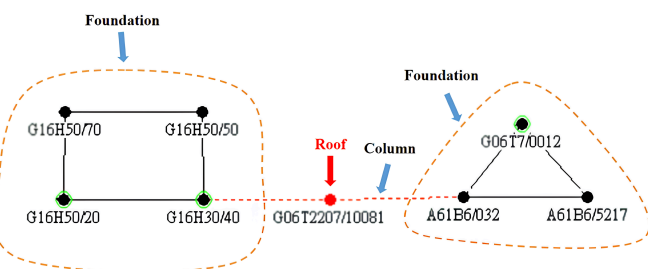 Foundation
Foundation
G16H50/70
G16H50/50
G06T7/0012
Roof
Column
G16H50/20
G16H30/40
G06T2207/10081
A61B6/032
A61B6/5217